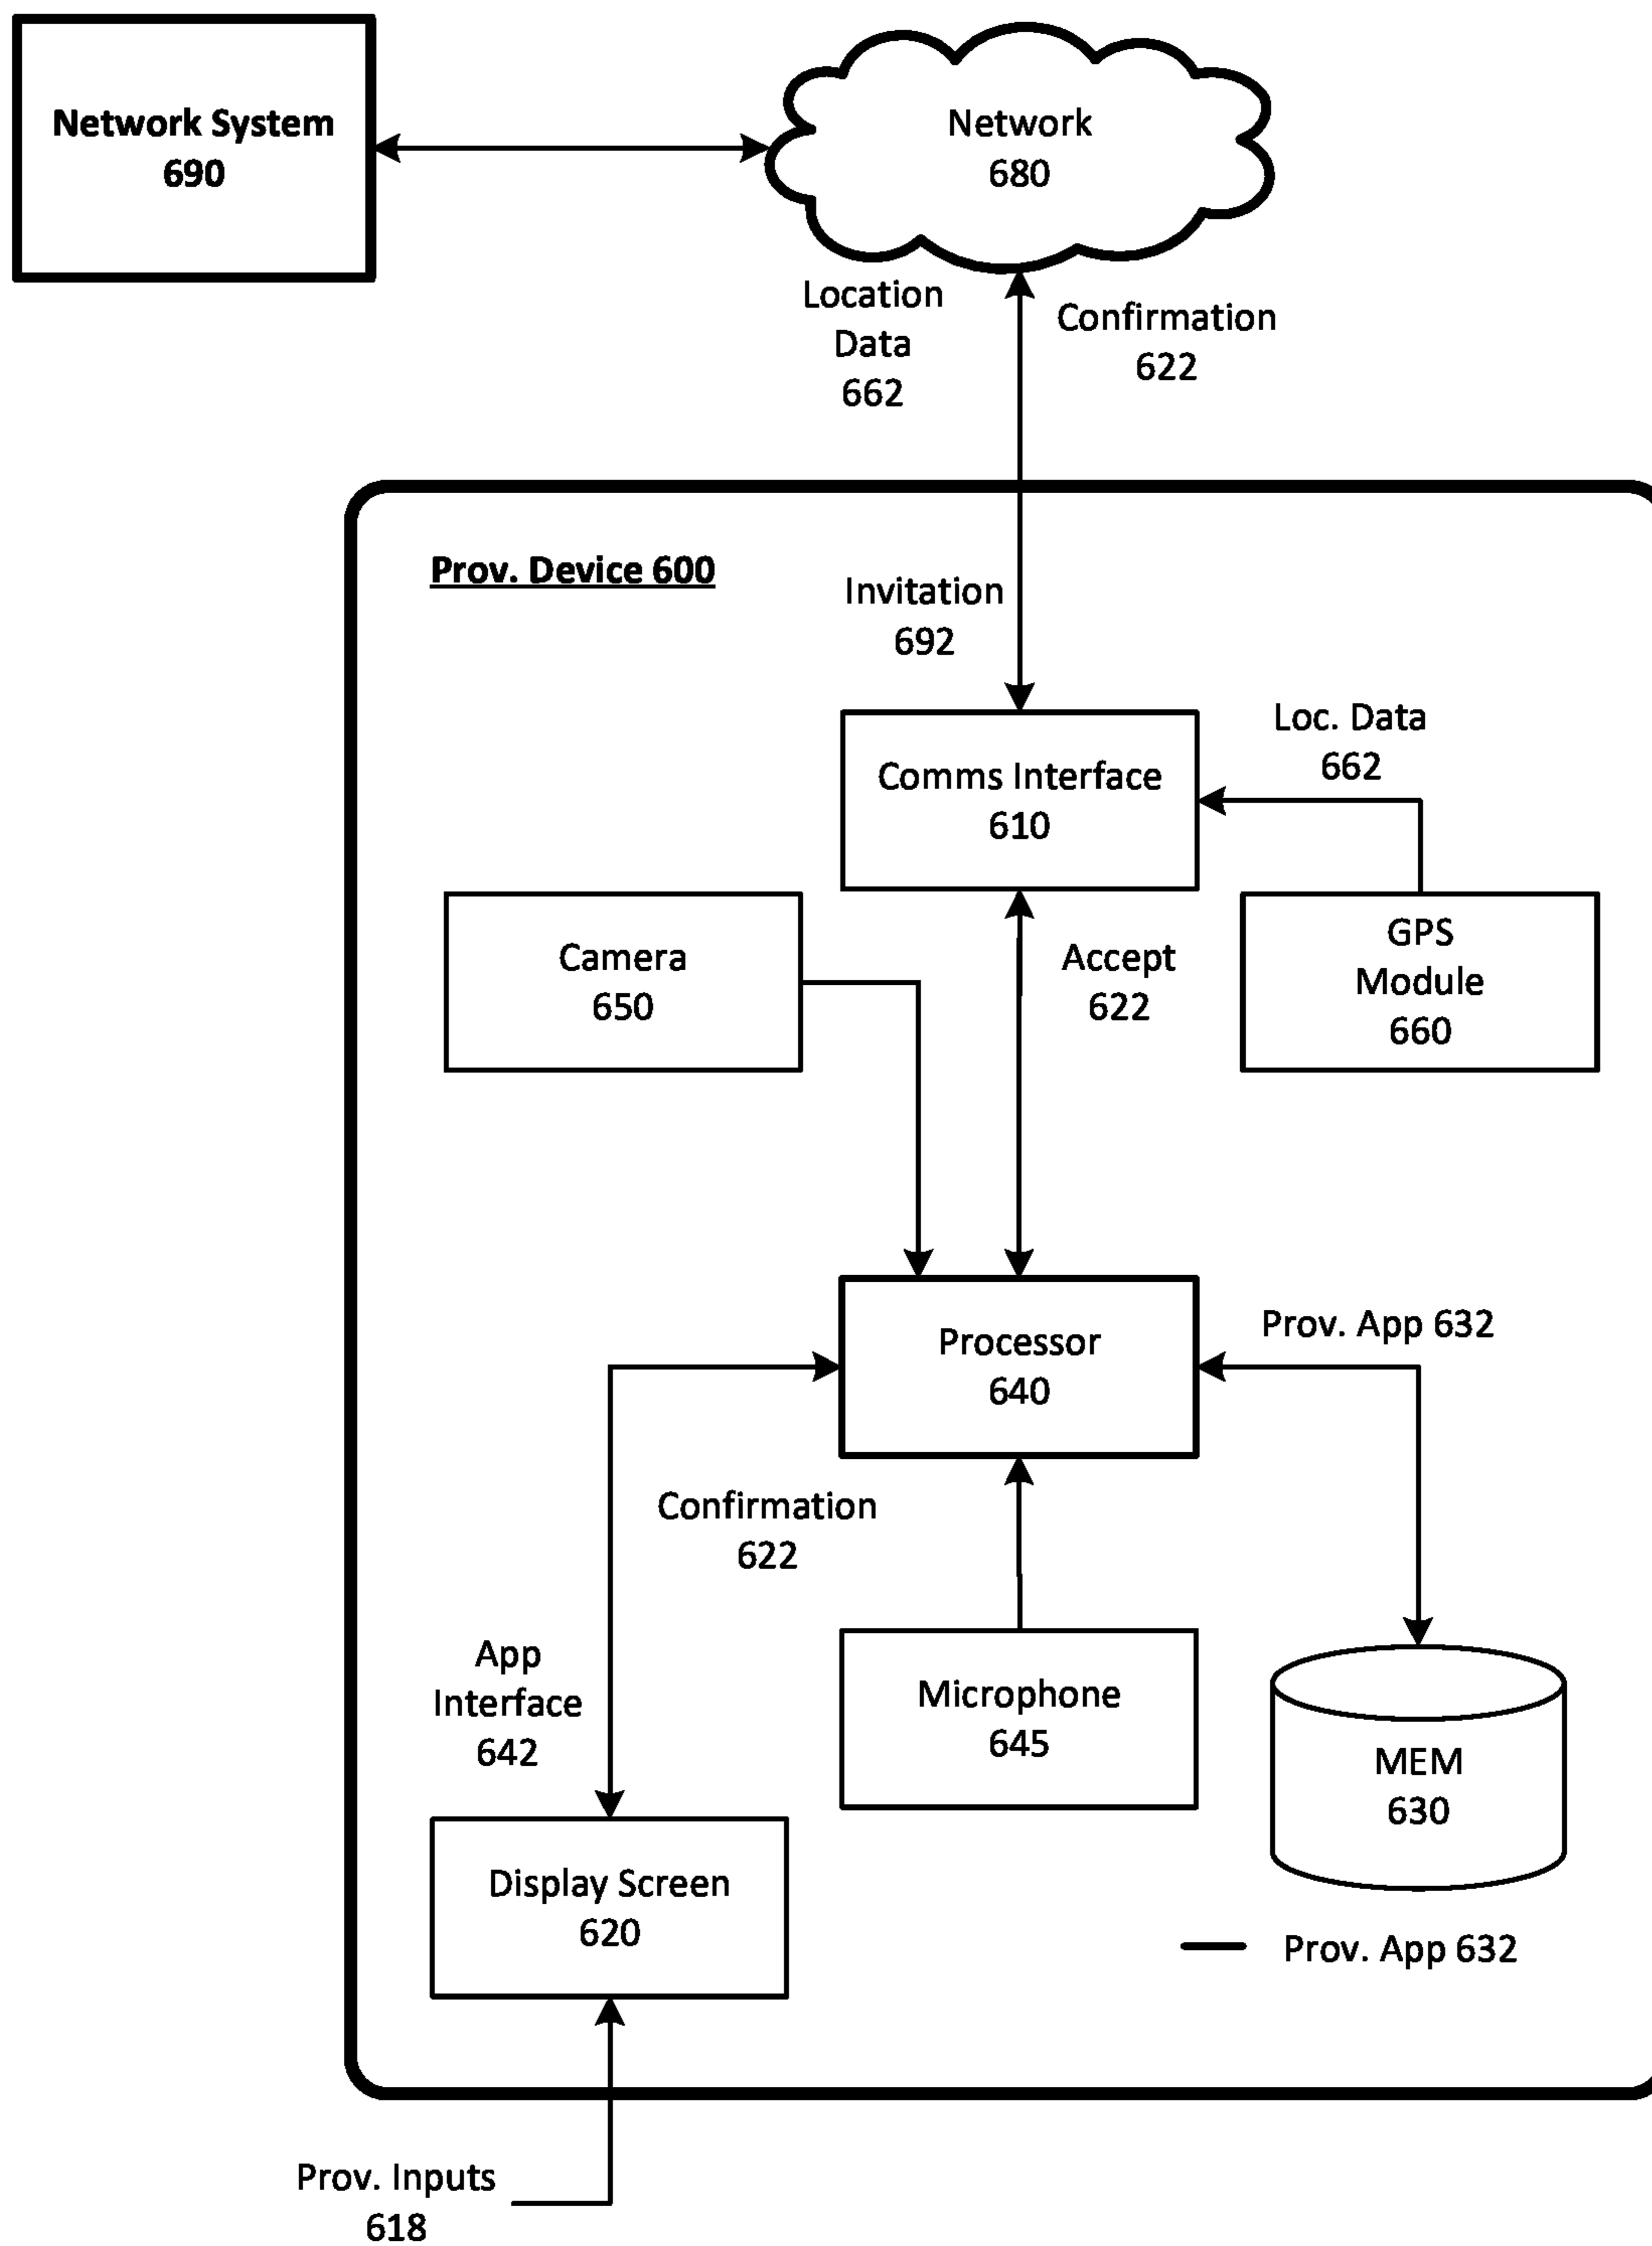 Network System
690
Network
680
Location
Data
662
Confirmation
622
Prov. Device 600
Invitation
692
Comms Interface
610
Loc. Data
662
Camera
650
Accept
622
GPS
Module
660
Processor
640
Prov. App 632
Confirmation
622
App
Interface
642
Microphone
645
MEM
630
Display Screen
620
Prov. App 632
Prov. Inputs
618